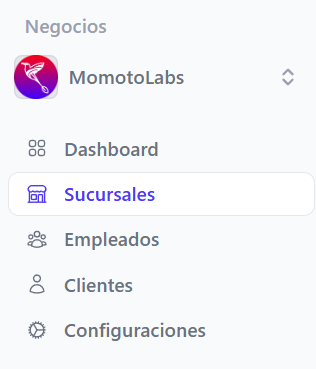 Negocios
MomotoLabs
Dashboard
Sucursales
Empleados
Clientes
Configuraciones